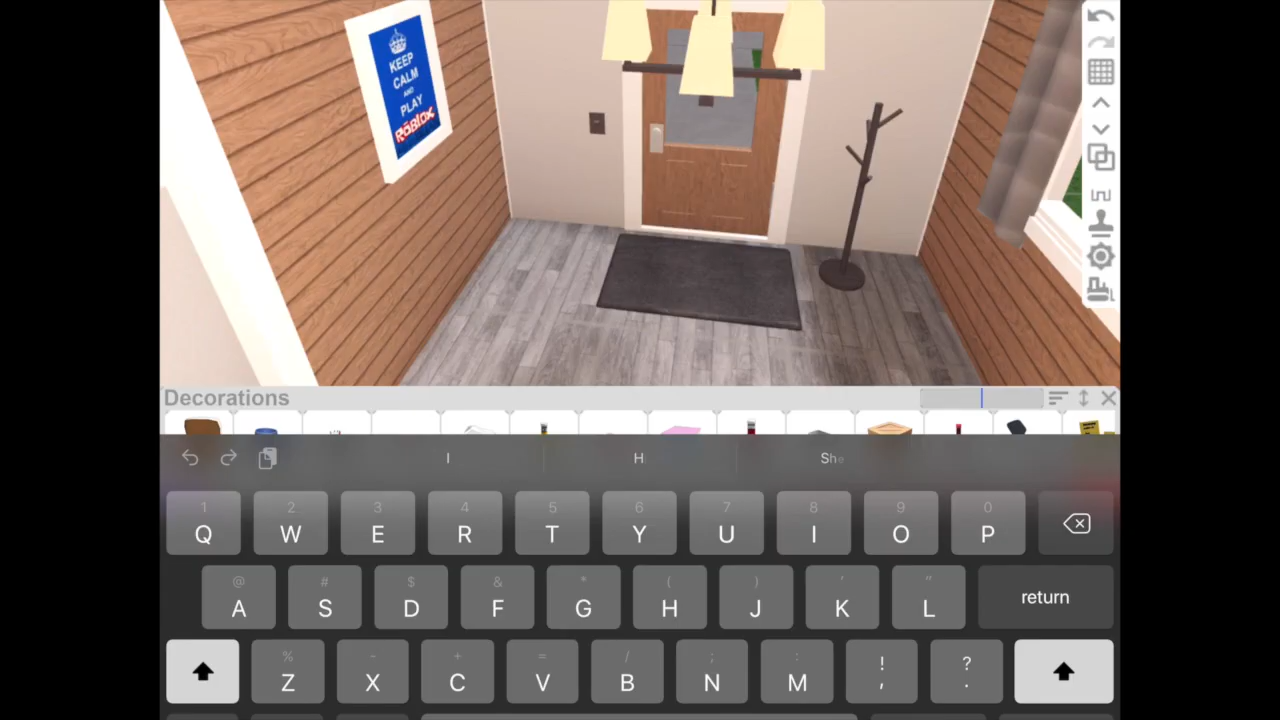 KEEP
CALM
AND
PLAY
ROBLOX
Decorations
I H She
1 2 3 4 5 6 7 8 9 0
Q W E R T Y U I O P
@ # $ & * ( ) ' "
A S D F G H J K L return
% - + = / ; : ! ?
Z X C V B N M , .